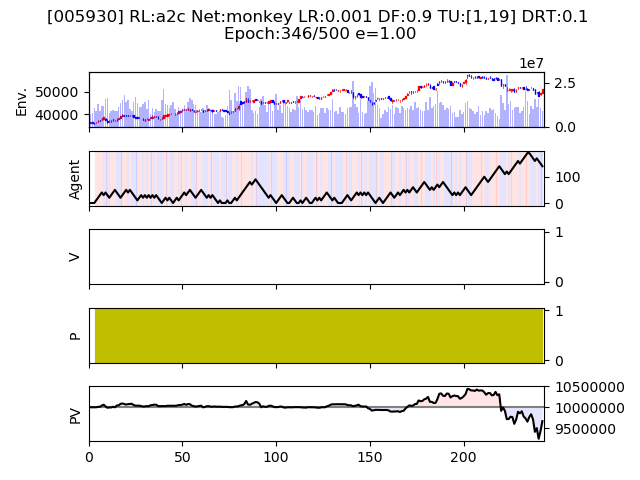 [005930] RL:a2c Net:monkey LR:0.001 DF:0.9 TU:[1,19] DRT:0.1
Epoch:346/500 e=1.00
1e7
Env.
50000
40000
2.5
0.0
Agent
100
0
V
1
0
P
1
0
PV
10500000
10000000
9500000
0 50 100 150 200